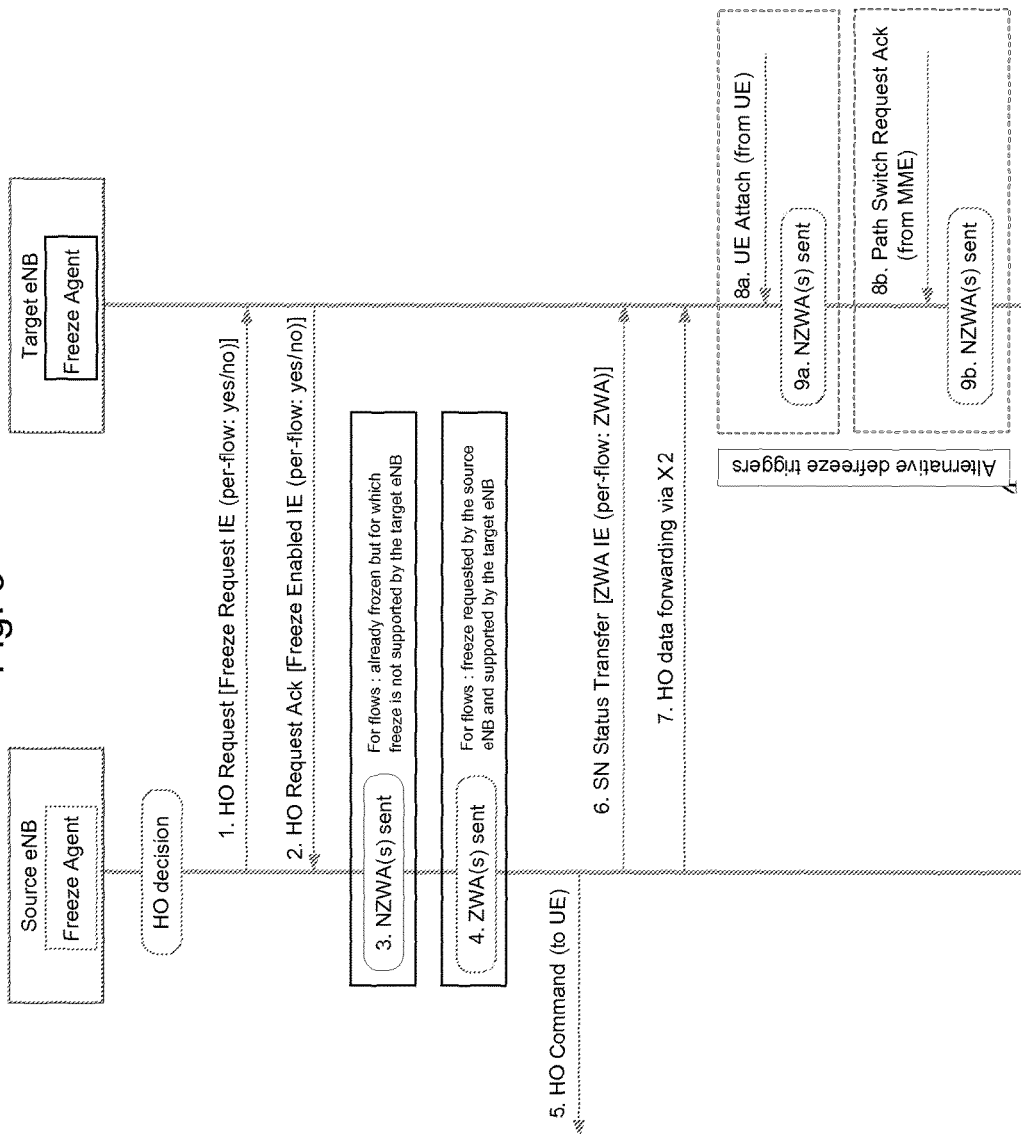 Source eNB
Freeze Agent
Target eNB
Freeze Agent
HO decision
1. HO Request [Freeze Request IE (per-flow: yes/no)]
2. HO Request Ack [Freeze Enabled IE (per-flow: yes/no)]
3. NZWA(s) sent
For flows : already frozen but for which
freeze is not supported by the target eNB
4. ZWA(s) sent
For flows : freeze requested by the source
eNB and supported by the target eNB
5. HO Command (to UE)
6. SN Status Transfer [ZWA IE (per-flow: ZWA)]
7. HO data forwarding via X2
Alternative defreeze triggers
8a. UE Attach (from UE)
9a. NZWA(s) sent
8b. Path Switch Request Ack
(from MME)
9b. NZWA(s) sent